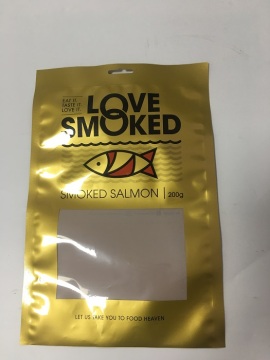 EAT IT.
TASTE IT.
LOVE IT.
LOVE
SMOKED
SMOKED SALMON | 200g
LET US TAKE YOU TO FOOD HEAVEN